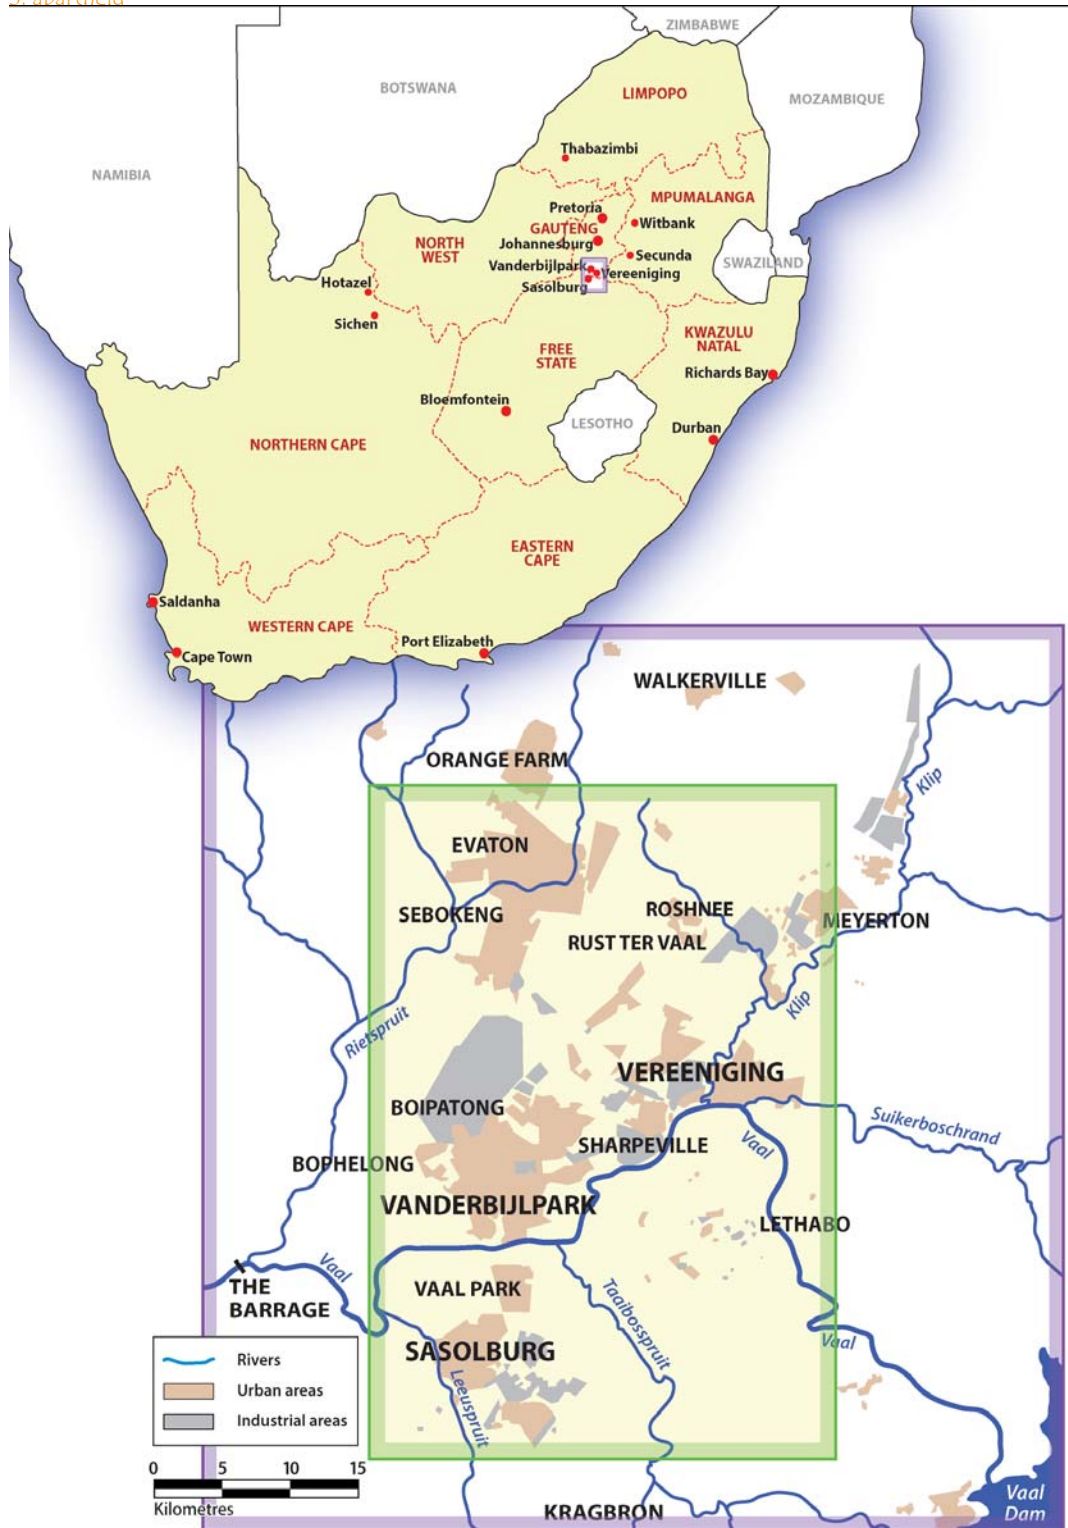 3. apartheid
ZIMBABWE
BOTSWANA
LIMPOPO
MOZAMBIQUE
NAMIBIA
Thabazimbi
MPUMALANGA
Pretoria
GAUTENG
Witbank
NORTH
WEST
Johannesburg
Secunda
SWAZILAND
Vanderbijlpark
Vereeniging
Sasolburg
Hotazel
Sichen
KWAZULU
NATAL
FREE
STATE
Richards Bay
Bloemfontein
LESOTHO
Durban
NORTHERN CAPE
EASTERN
CAPE
Saldanha
WESTERN CAPE
Port Elizabeth
Cape Town
WALKERVILLE
ORANGE FARM
Klip
EVATON
SEBOKENG
ROSHNEE
MEYERTON
RUST TER VAAL
Klip
Rietspruit
VEREENIGING
BOIPATONG
Suikerboschrand
SHARPEVILLE
Vaal
BOPHELONG
VANDERBIJLPARK
LETHABO
Vaal
THE
BARRAGE
VAAL PARK
Taaibosspruit
Vaal
SASOLBURG
Leeuspruit
Rivers
Urban areas
Industrial areas
0 5 10 15
Kilometres
KRAGBRON
Vaal
Dam